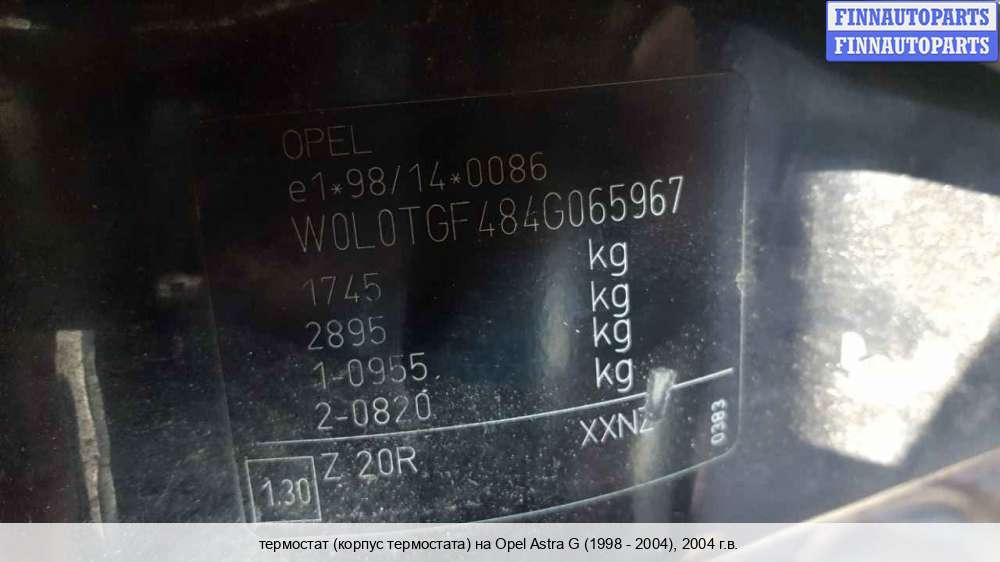 FINNAUTOPARTS
FINNAUTOPARTS
OPEL
e1*98/14*0086
W0L0TGF484G065967
1745 kg
2895 kg
1-0955 kg
2-0820 kg
1.30 Z 20R XXNZ 0383
термостат (корпус термостата) на Opel Astra G (1998 - 2004), 2004 г.в.